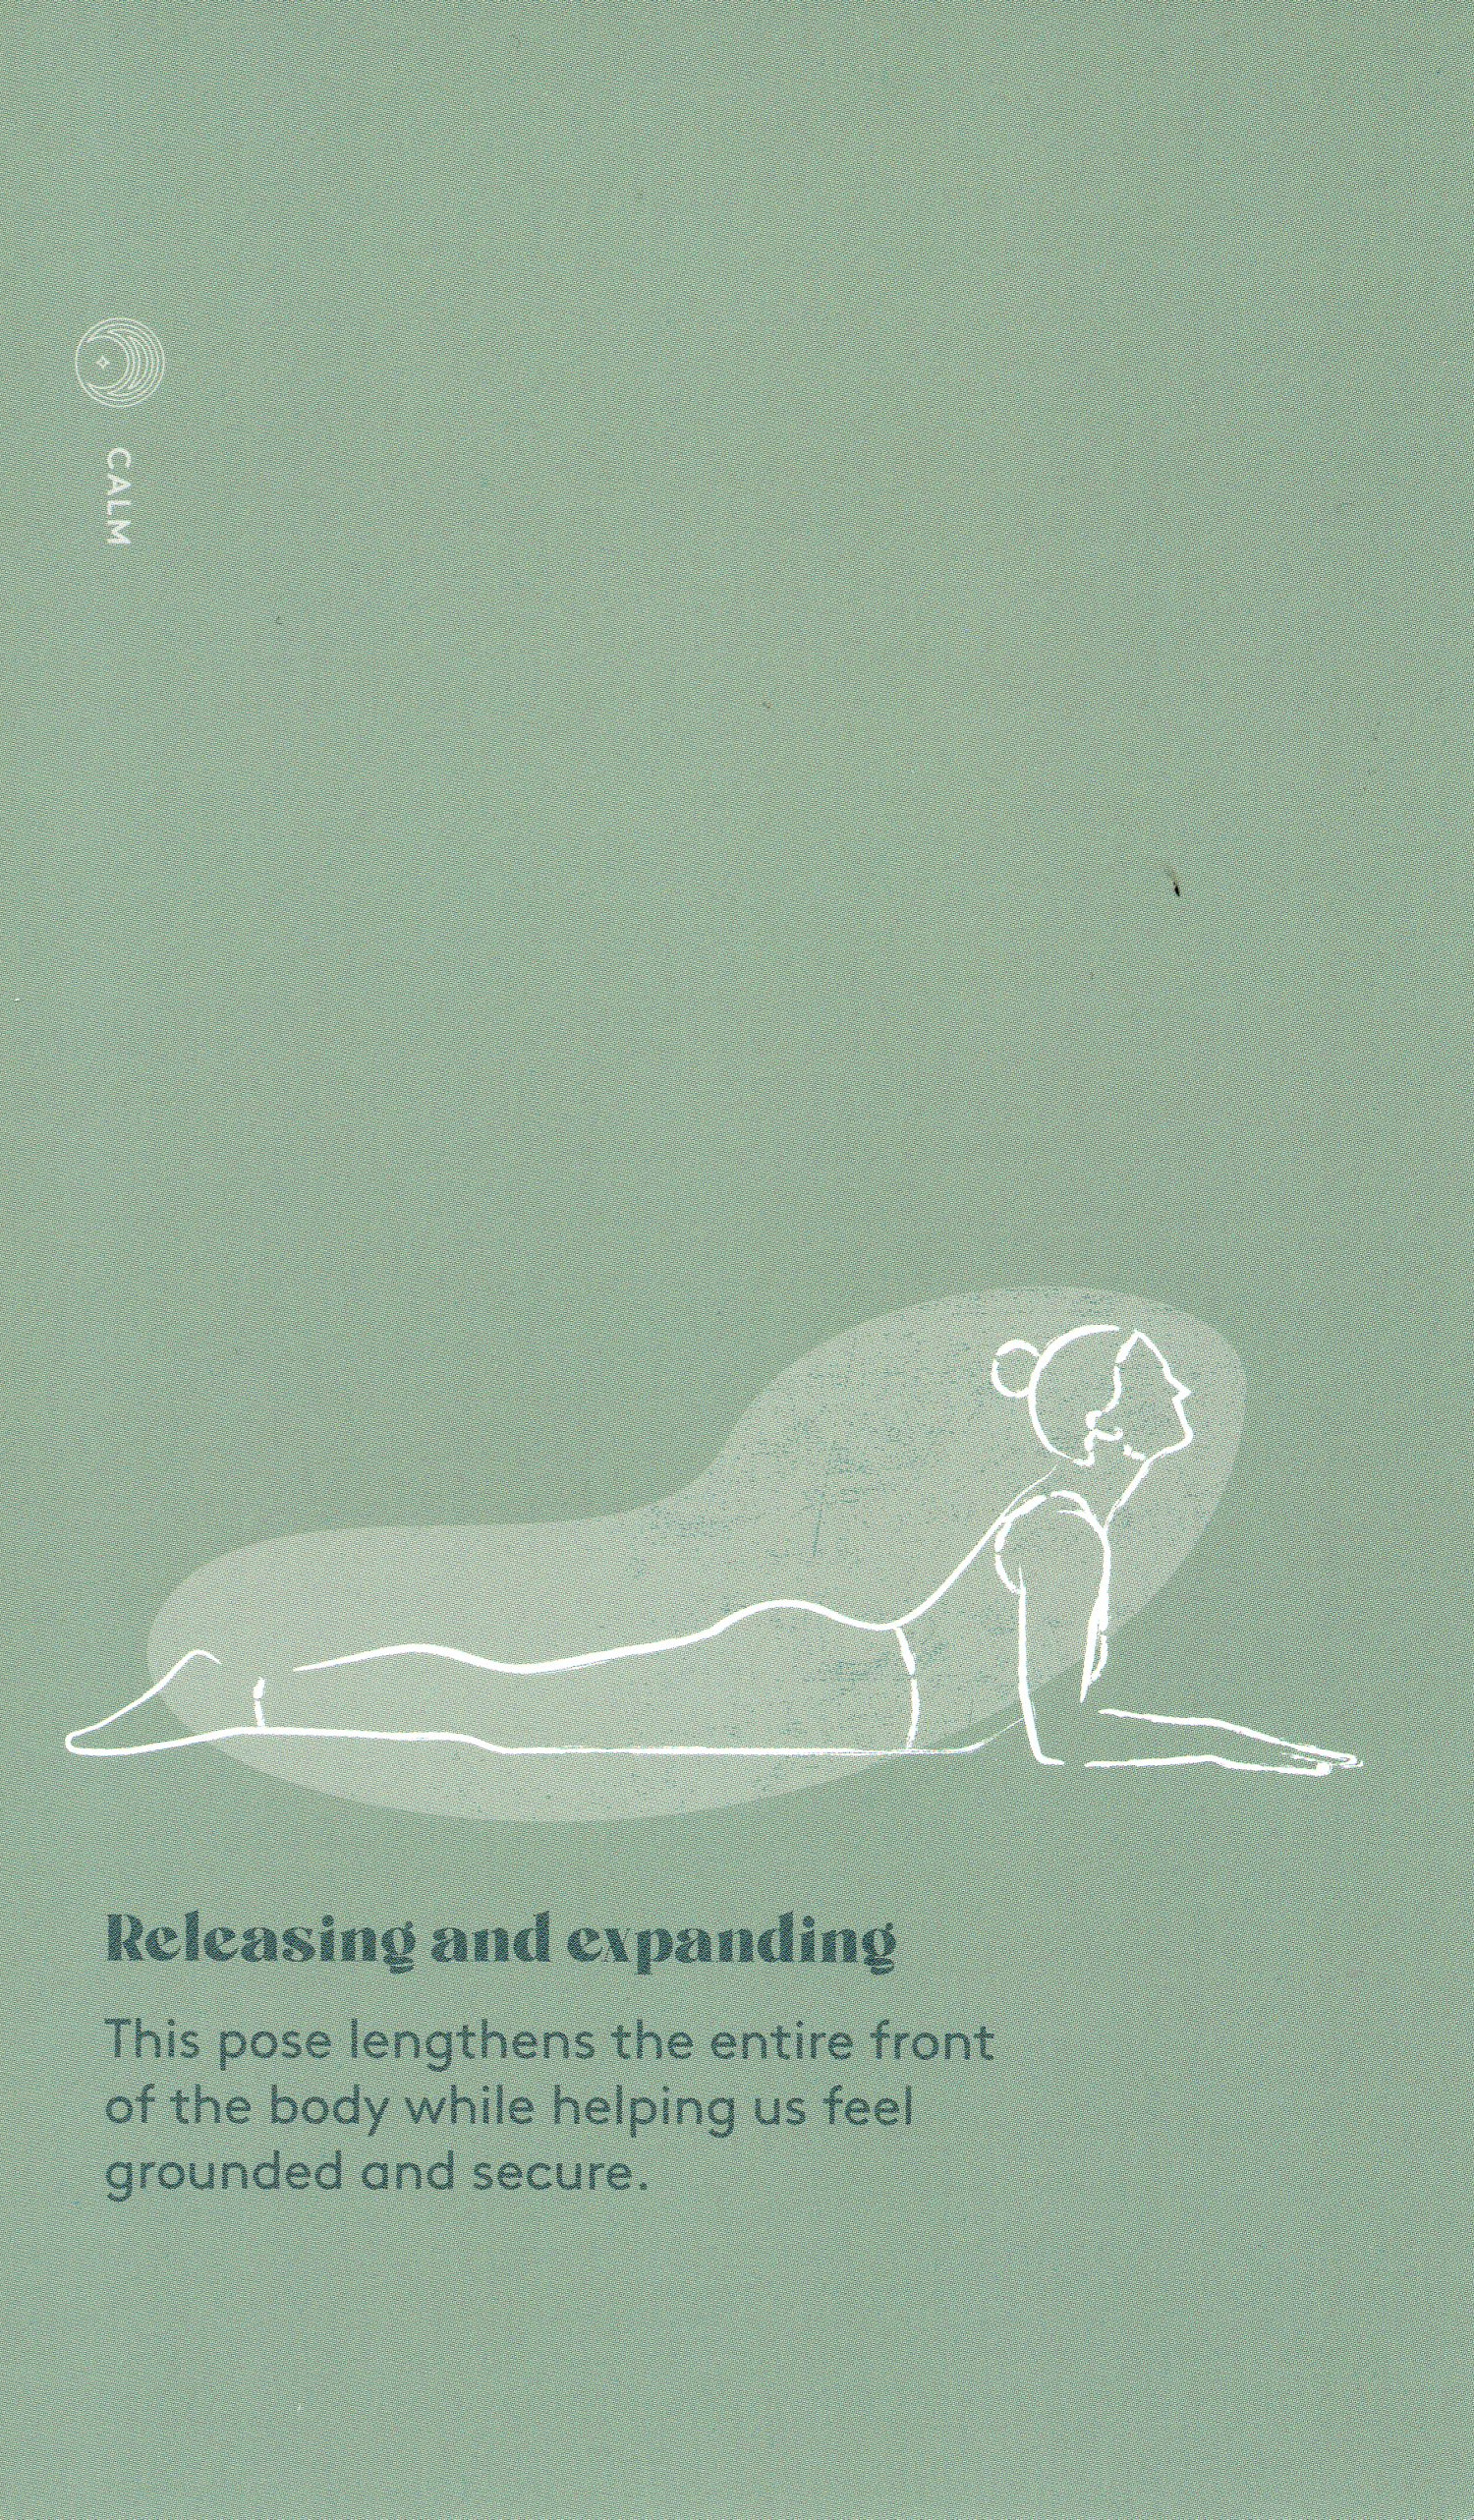 CALM
Releasing and expanding
This pose lengthens the entire front
of the body while helping us feel
grounded and secure.